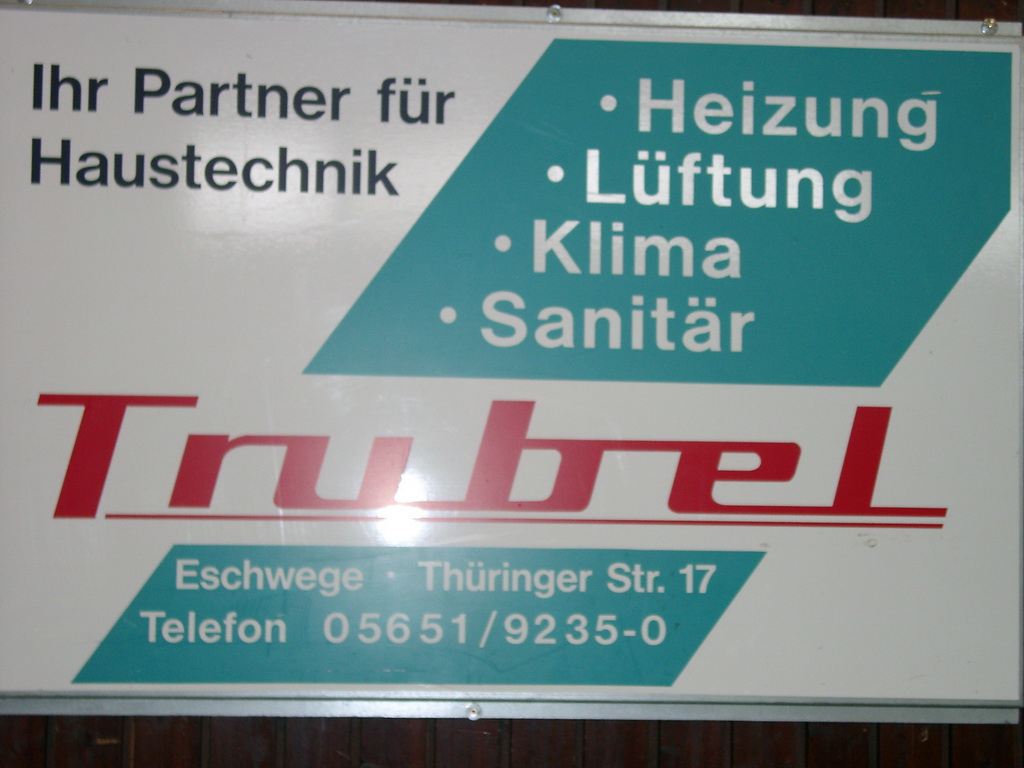 Ihr Partner für
Haustechnik
· Heizung
· Lüftung
· Klima
· Sanitär
Trubel
Eschwege · Thüringer Str. 17
Telefon 05651/9235-0